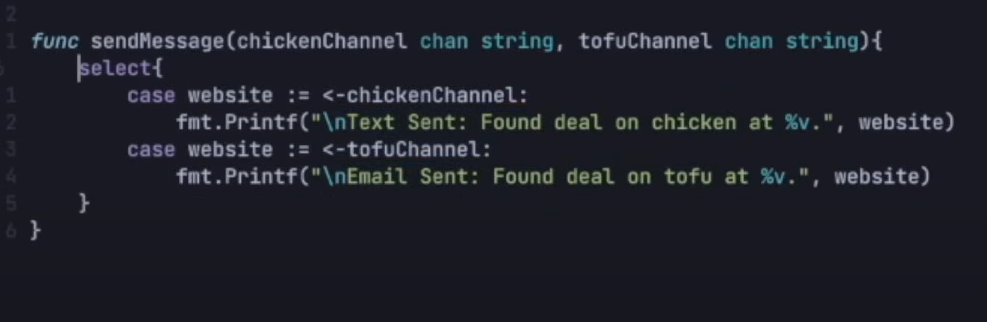 2
1 func sendMessage(chickenChannel chan string, tofuChannel chan string){
select{
1 case website := <-chickenChannel:
2 fmt.Printf("\nText Sent: Found deal on chicken at %v.", website)
3 case website := <-tofuChannel:
4 fmt.Printf("\nEmail Sent: Found deal on tofu at %v.", website)
5 }
6 }